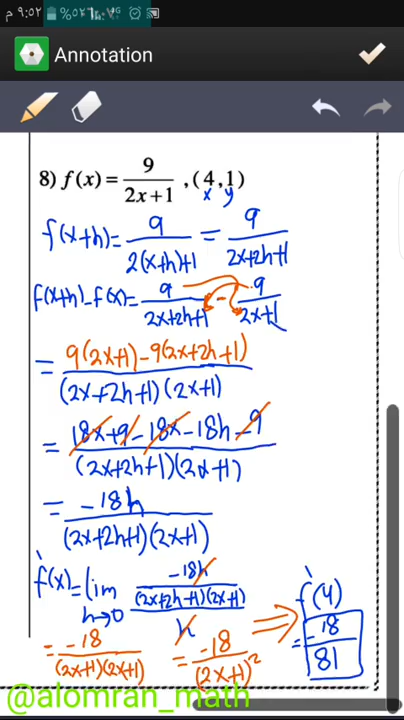 م ٩:٥٢
Annotation
8) f(x) = 9/(2x+1) , (4,1)
x y
f(x+h) = 9/(2(x+h)+1) = 9/(2x+2h+1)
f(x+h) - f(x) = 9/(2x+2h+1) - 9/(2x+1)
= (9(2x+1) - 9(2x+2h+1))/((2x+2h+1)(2x+1))
= (18x+9-18x-18h-9)/((2x+2h+1)(2x+1))
= -18h/((2x+2h+1)(2x+1))
f'(x) = lim h→0 (-18h/((2x+2h+1)(2x+1)))/h
= -18/((2x+1)(2x+1)) = -18/(2x+1)² ⇒ f'(4) = -18/81
@alomran_math